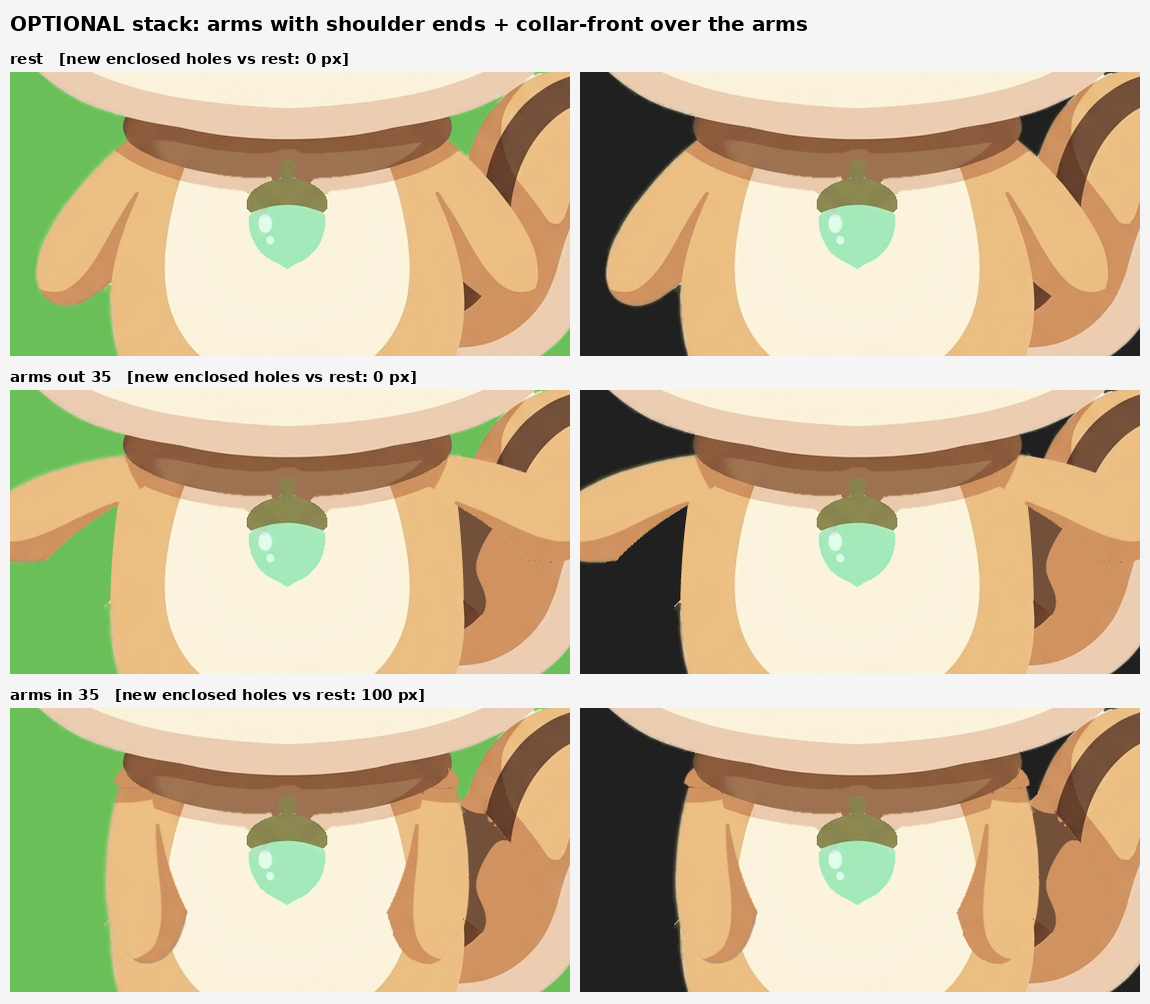 OPTIONAL stack: arms with shoulder ends + collar-front over the arms
rest   [new enclosed holes vs rest: 0 px]
arms out 35   [new enclosed holes vs rest: 0 px]
arms in 35   [new enclosed holes vs rest: 100 px]